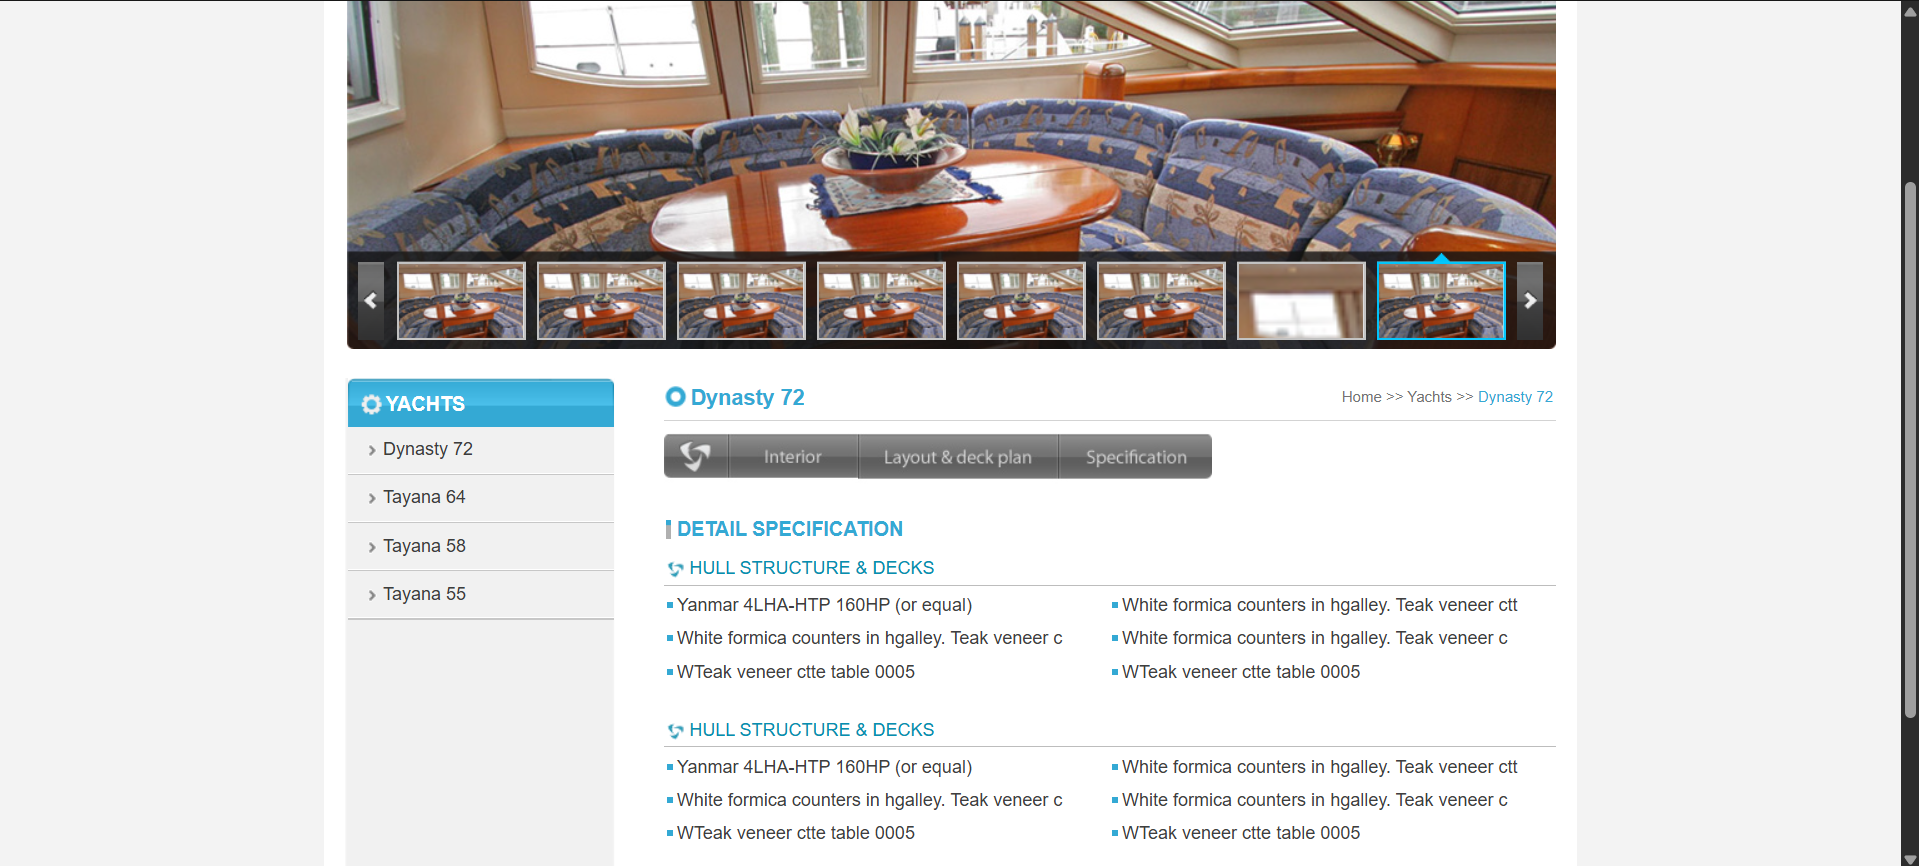 YACHTS
Dynasty 72
Tayana 64
Tayana 58
Tayana 55
Dynasty 72
Home >> Yachts >> Dynasty 72
Interior
Layout & deck plan
Specification
DETAIL SPECIFICATION
HULL STRUCTURE & DECKS
Yanmar 4LHA-HTP 160HP (or equal)
White formica counters in hgalley. Teak veneer ctt
White formica counters in hgalley. Teak veneer c
White formica counters in hgalley. Teak veneer c
WTeak veneer ctte table 0005
WTeak veneer ctte table 0005
HULL STRUCTURE & DECKS
Yanmar 4LHA-HTP 160HP (or equal)
White formica counters in hgalley. Teak veneer ctt
White formica counters in hgalley. Teak veneer c
White formica counters in hgalley. Teak veneer c
WTeak veneer ctte table 0005
WTeak veneer ctte table 0005